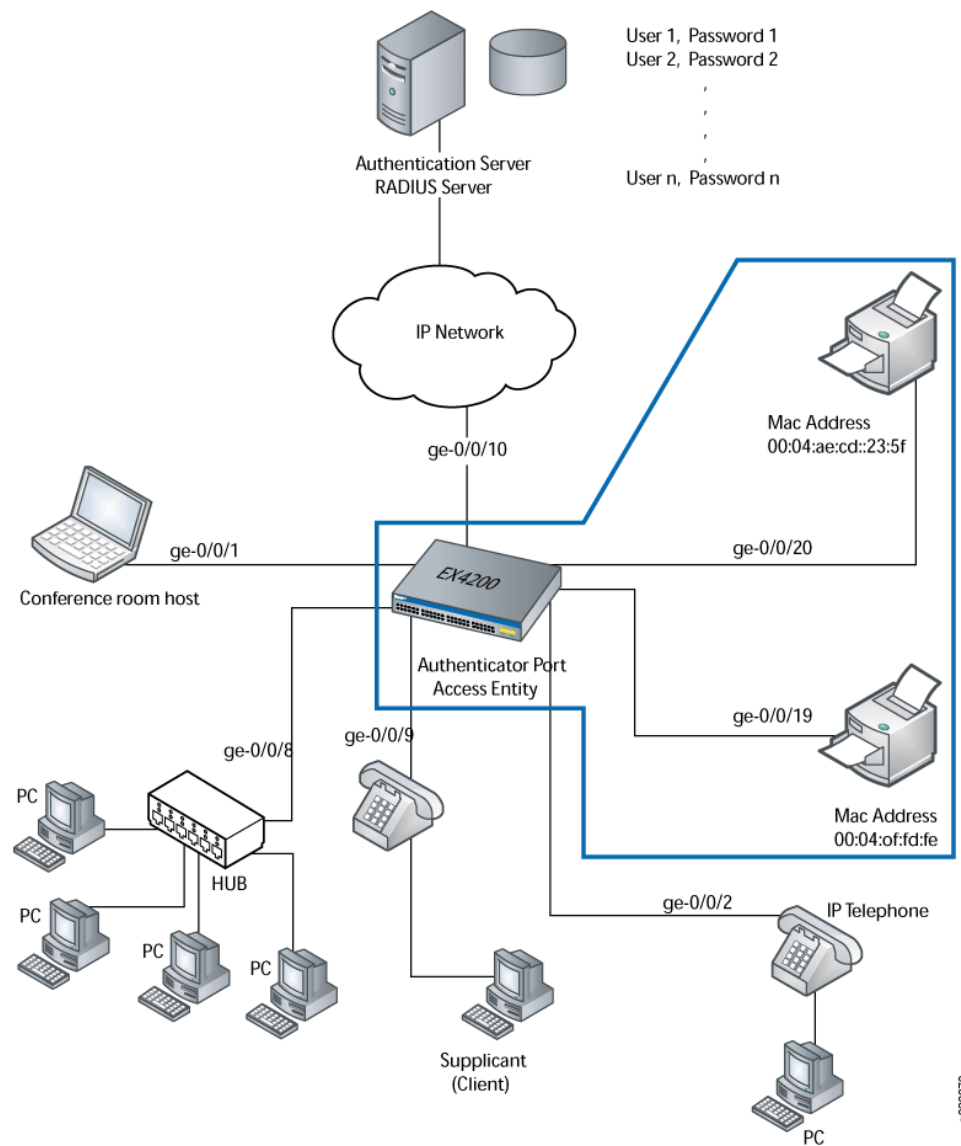 User 1, Password 1
User 2, Password 2
,
,
,
,
User n, Password n
Authentication Server
RADIUS Server
IP Network
ge-0/0/10
Mac Address
00:04:ae:cd::23:5f
ge-0/0/1
ge-0/0/20
EX4200
Conference room host
Authenticator Port
Access Entity
ge-0/0/19
ge-0/0/8
ge-0/0/9
PC
Mac Address
00:04:of:fd:fe
HUB
ge-0/0/2
IP Telephone
PC
PC
PC
Supplicant
(Client)
PC